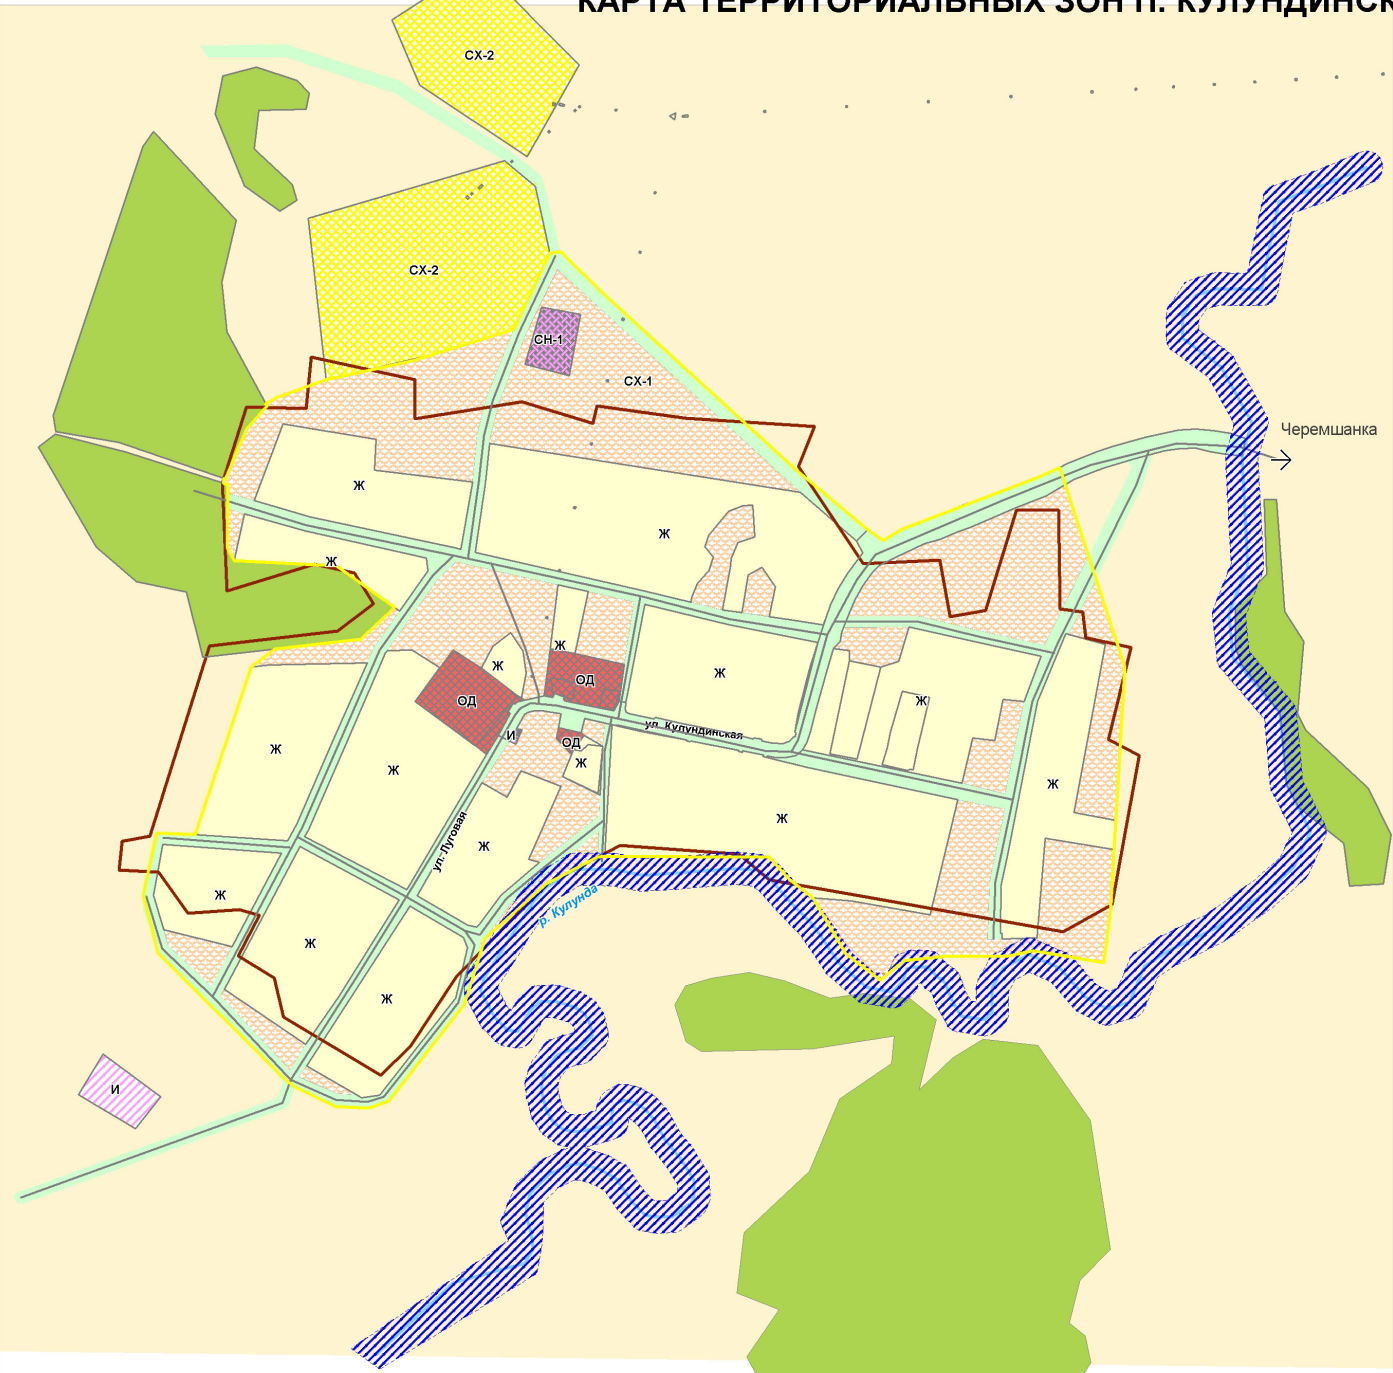 КАРТА ТЕРРИТОРИАЛЬНЫХ ЗОН П. КУЛУНДИНСК
СХ-2
СХ-2
СН-1
СХ-1
Черемшанка
Ж
Ж
Ж
Ж
Ж
Ж
ОД
ОД
Ж
ул. Кулундинская
И
ОД
Ж
Ж
Ж
Ж
Ж
ул. Луговая
Ж
Ж
р. Кулунда
Ж
Ж
Ж
И